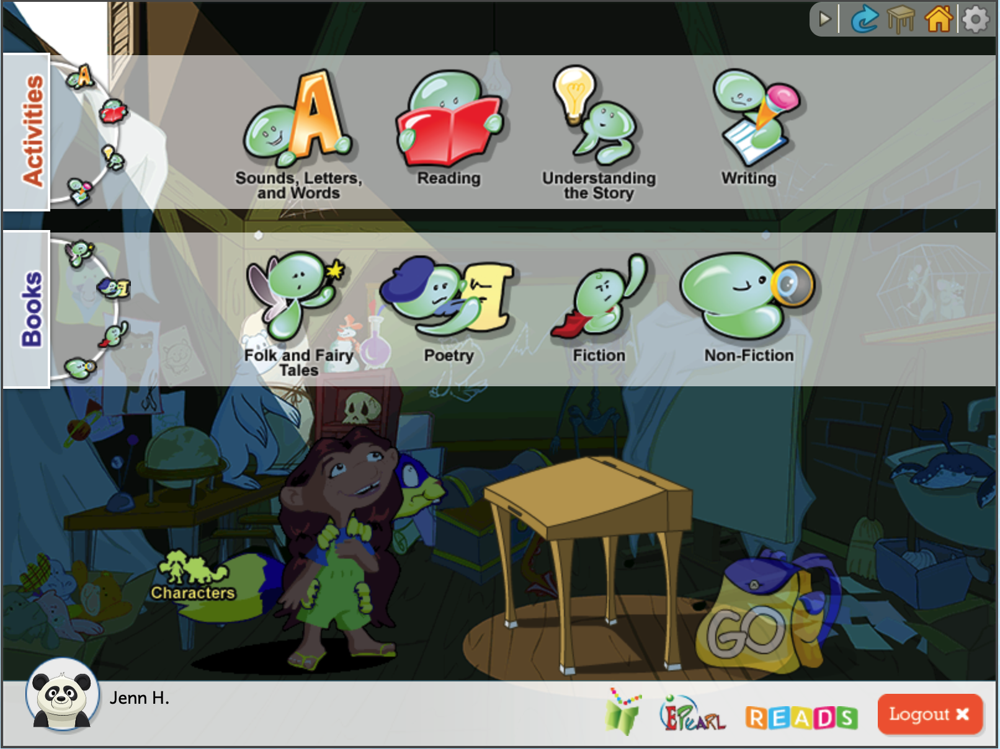 Activities
Sounds, Letters,
and Words
Reading
Understanding
the Story
Writing
Books
Folk and Fairy
Tales
Poetry
Fiction
Non-Fiction
Characters
GO
Jenn H.
EPEARL
READS
Logout